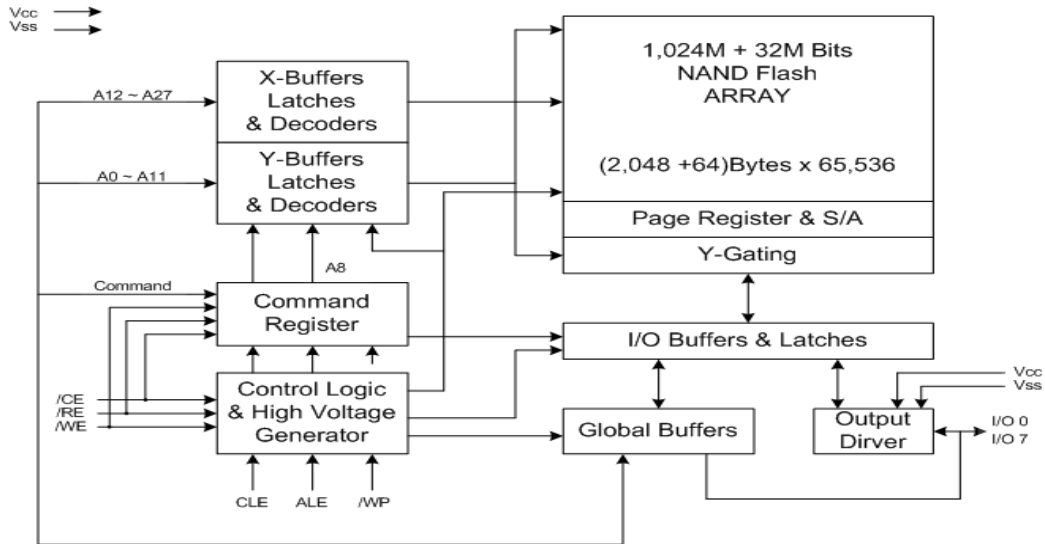 Vcc
Vss
1,024M + 32M Bits
NAND Flash
ARRAY
(2,048 +64)Bytes x 65,536
Page Register & S/A
Y-Gating
X-Buffers
Latches
& Decoders
Y-Buffers
Latches
& Decoders
A12 ~ A27
A0 ~ A11
A8
Command
Command
Register
I/O Buffers & Latches
Control Logic
& High Voltage
Generator
/CE
/RE
/WE
CLE
ALE
/WP
Global Buffers
Output
Dirver
Vcc
Vss
I/O 0
I/O 7